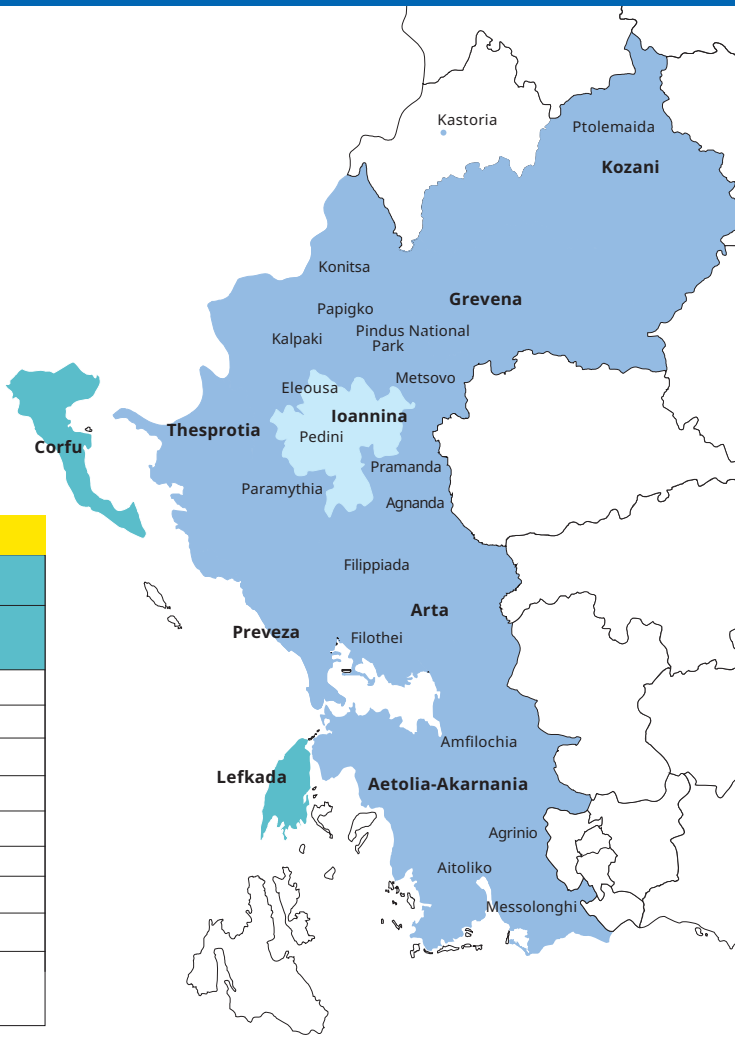 Kastoria
Ptolemaida
Kozani
Konitsa
Grevena
Papigko
Pindus National
Park
Kalpaki
Metsovo
Eleousa
Ioannina
Thesprotia
Pedini
Corfu
Pramanda
Paramythia
Agnanda
Filippiada
Arta
Preveza
Filothei
Amfilochia
Lefkada
Aetolia-Akarnania
Agrinio
Aitoliko
Messolonghi